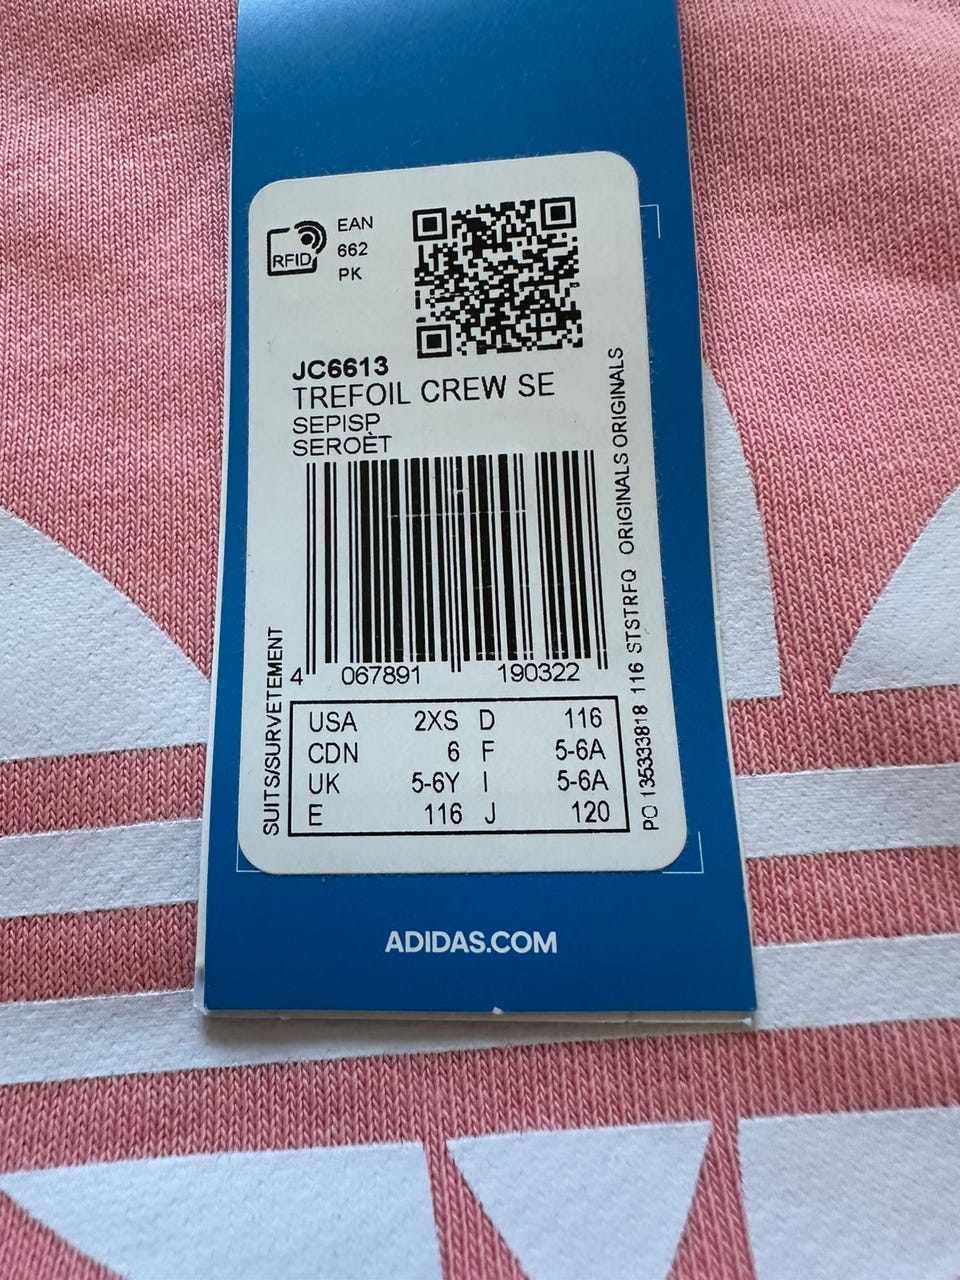 RFID
EAN
662
PK
JC6613
TREFOIL CREW SE
SEPISP
SEROÈT
4 067891 190322
SUITS/SURVETEMENT
PO 135333818 116 STSTRFQ ORIGINALS ORIGINALS
USA 2XS D 116
CDN 6 F 5-6A
UK 5-6Y I 5-6A
E 116 J 120
ADIDAS.COM